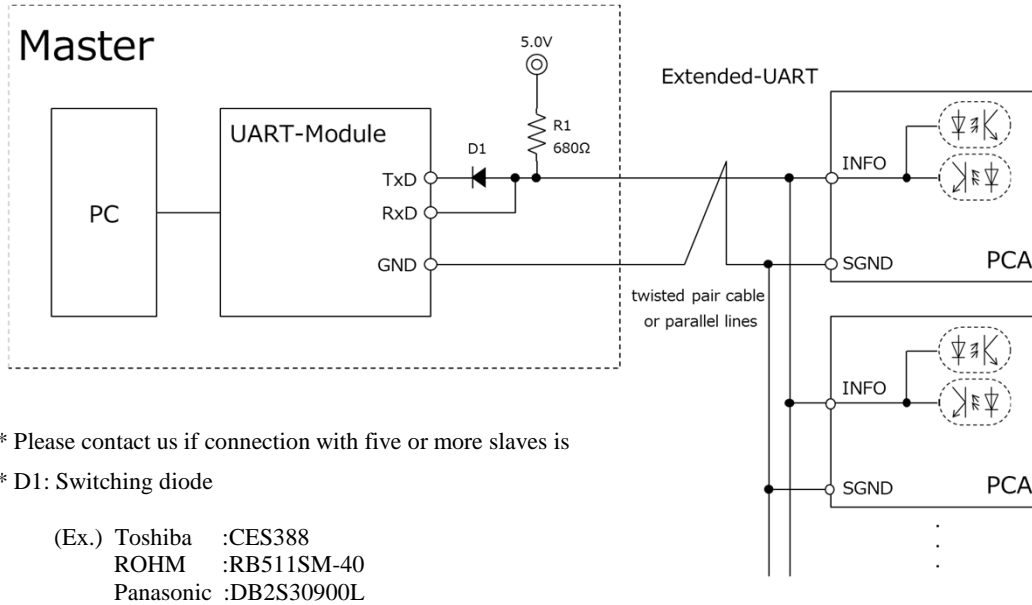 Master
5.0V
Extended-UART
R1
680Ω
UART-Module
D1
TxD
RxD
GND
PC
INFO
SGND
PCA
twisted pair cable
or parallel lines
INFO
SGND
PCA
* Please contact us if connection with five or more slaves is
* D1: Switching diode
(Ex.) Toshiba :CES388
ROHM :RB511SM-40
Panasonic :DB2S30900L